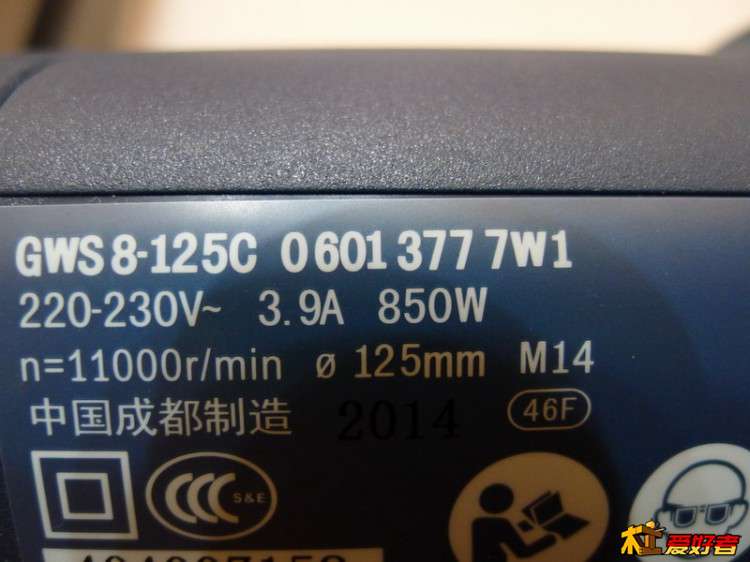 GWS 8-125C 0 601 377 7W1
220-230V~ 3.9A 850W
n=11000r/min ø 125mm M14
中国成都制造 2014 46F
CCC S&E
木工爱好者